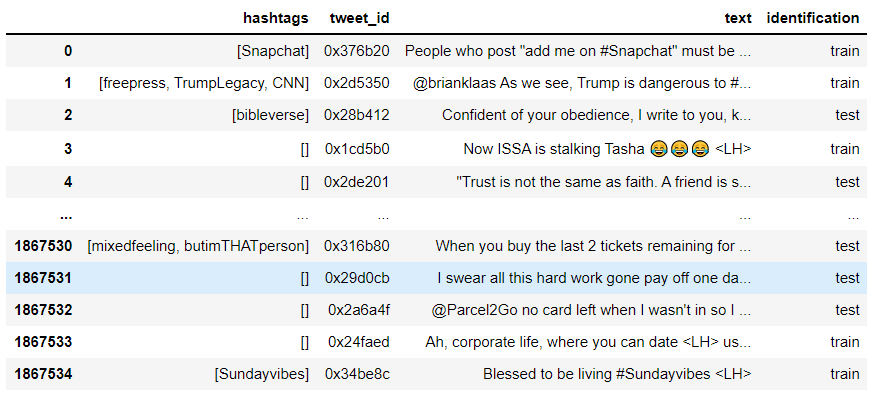 hashtags tweet_id text identification
0 [Snapchat] 0x376b20 People who post "add me on #Snapchat" must be ... train
1 [freepress, TrumpLegacy, CNN] 0x2d5350 @brianklaas As we see, Trump is dangerous to #... train
2 [bibleverse] 0x28b412 Confident of your obedience, I write to you, k... test
3 [] 0x1cd5b0 Now ISSA is stalking Tasha 😂😂😂 <LH> train
4 [] 0x2de201 "Trust is not the same as faith. A friend is s... test
... ... ... ... ...
1867530 [mixedfeeling, butimTHATperson] 0x316b80 When you buy the last 2 tickets remaining for ... test
1867531 [] 0x29d0cb I swear all this hard work gone pay off one da... test
1867532 [] 0x2a6a4f @Parcel2Go no card left when I wasn't in so I ... test
1867533 [] 0x24faed Ah, corporate life, where you can date <LH> us... train
1867534 [Sundayvibes] 0x34be8c Blessed to be living #Sundayvibes <LH> train